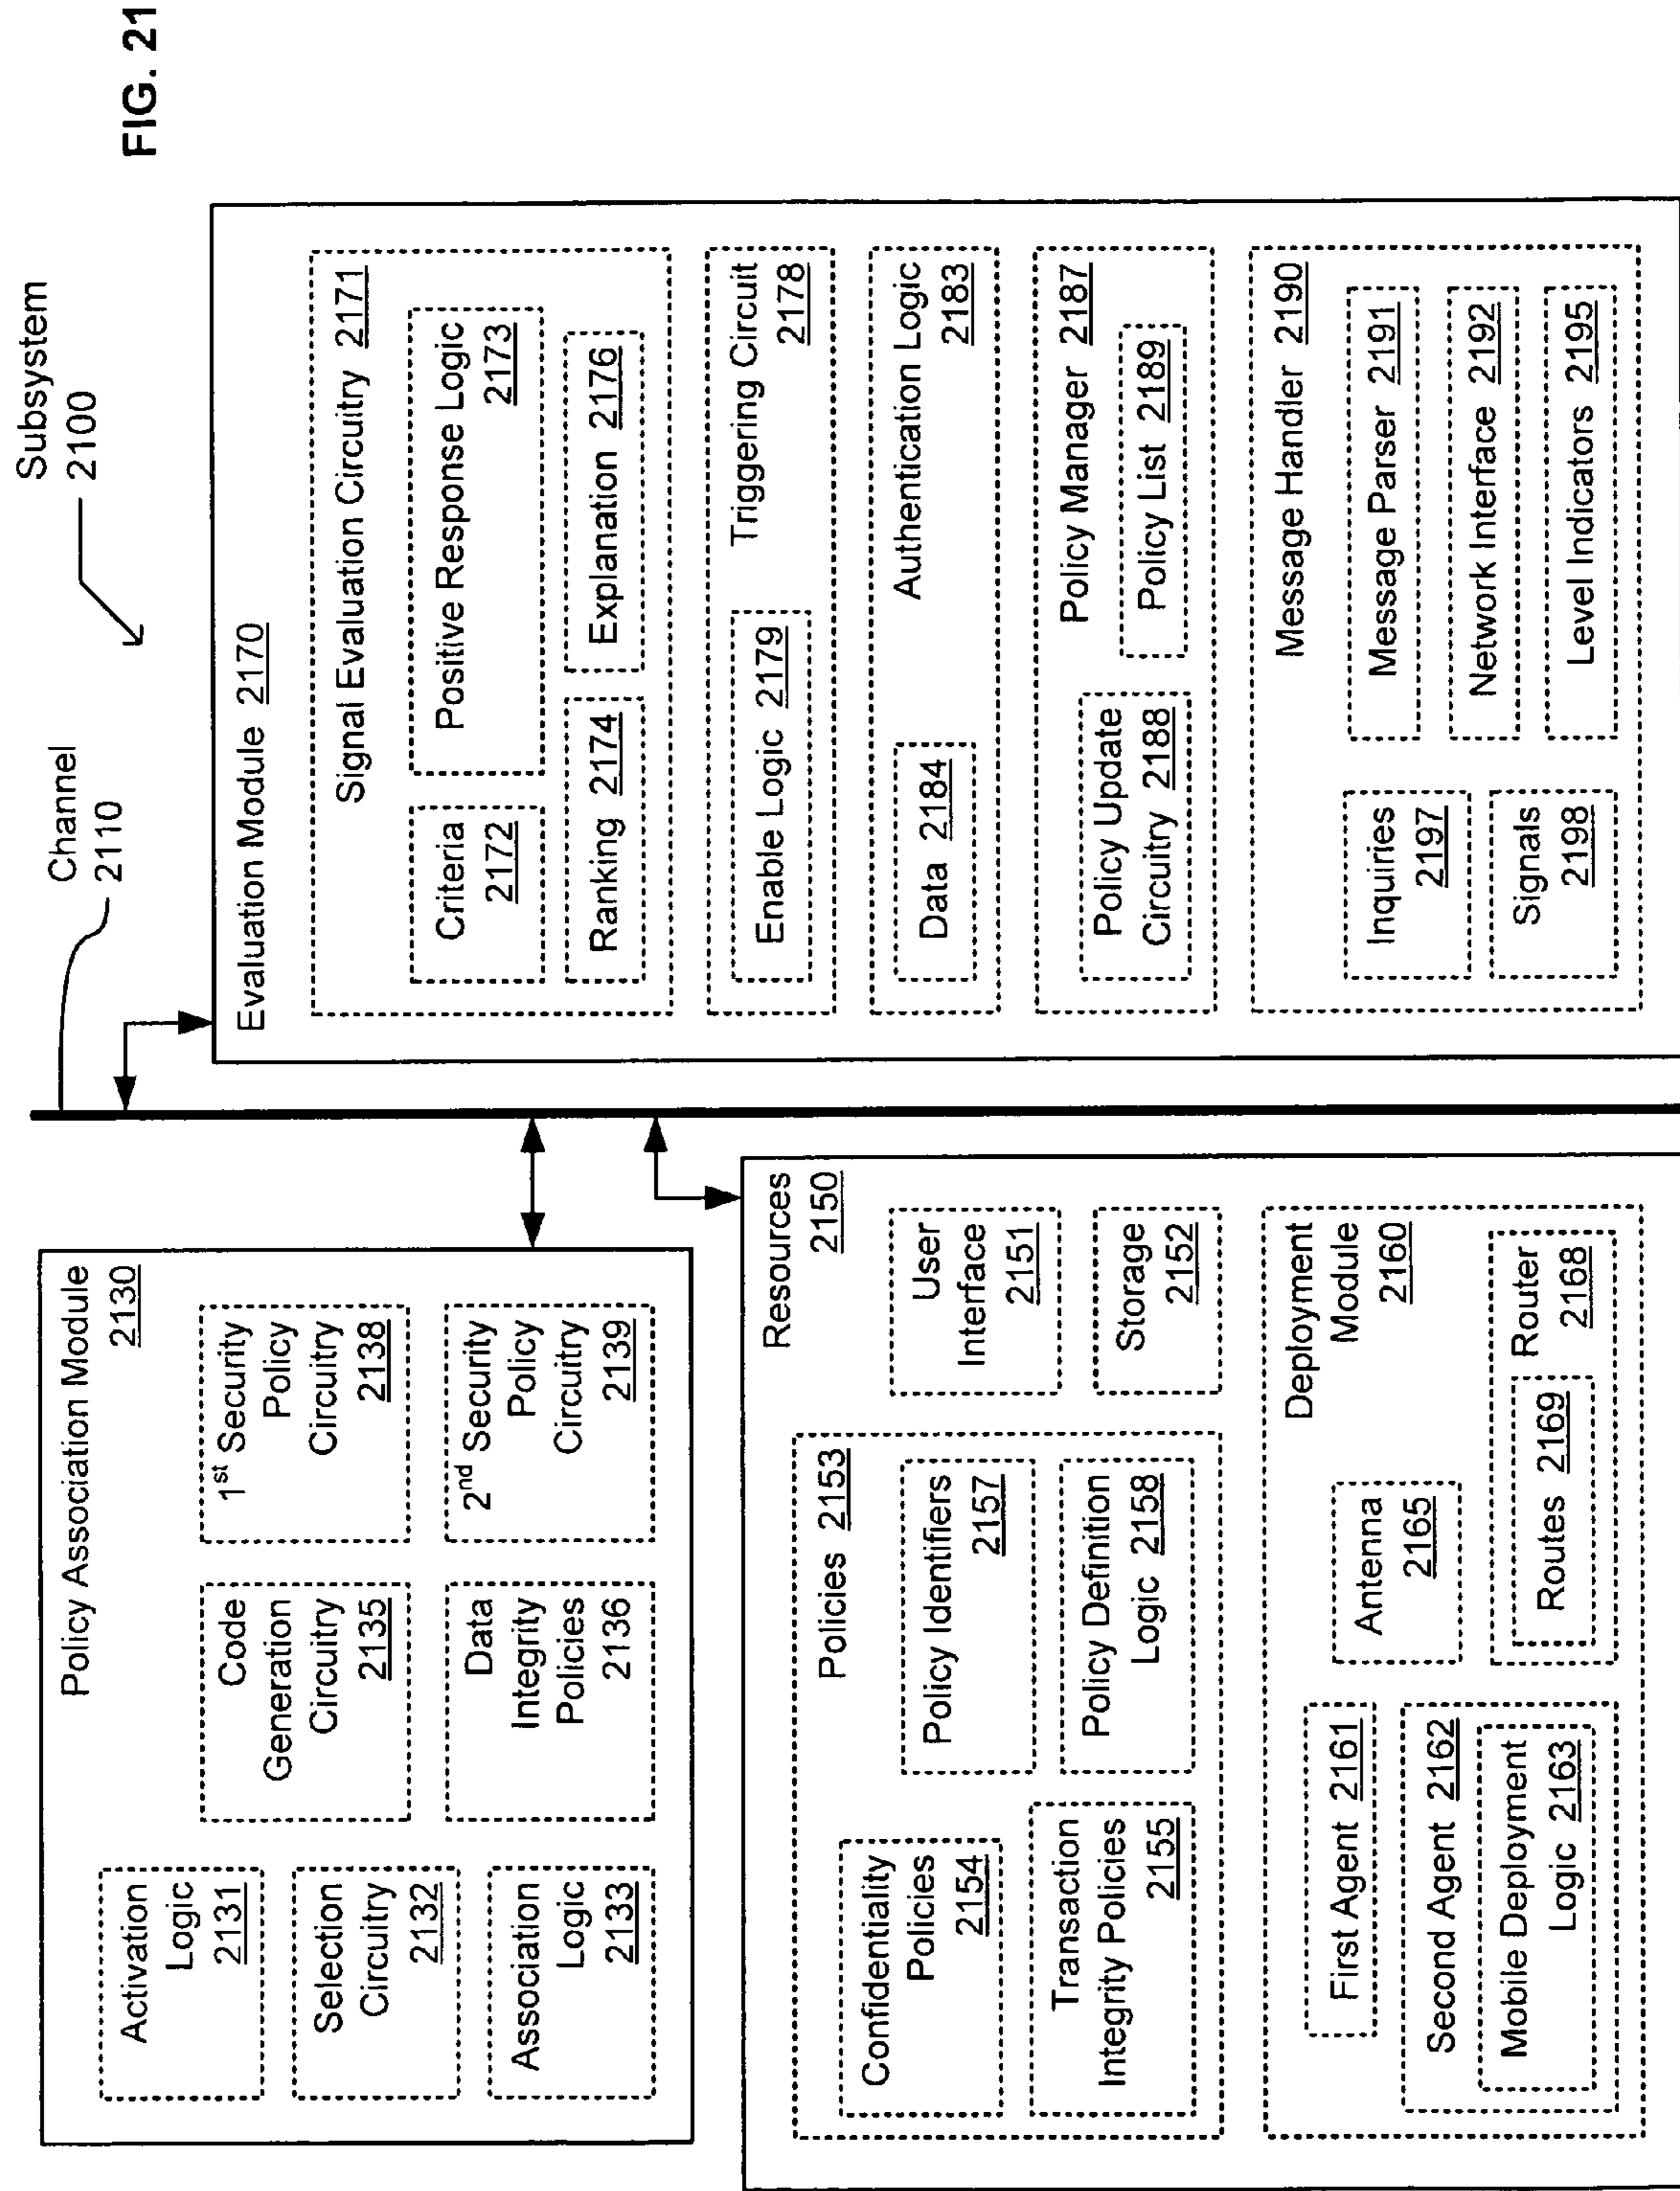 FIG. 21
Subsystem
2100
Channel
2110
Policy Association Module
2130
Activation
Logic
2131
Selection
Circuitry
2132
Association
Logic
2133
Code
Generation
Circuitry
2135
Data
Integrity
Policies
2136
1st Security
Policy
Circuitry
2138
2nd Security
Policy
Circuitry
2139
Resources
2150
User
Interface
2151
Storage
2152
Policies 2153
Confidentiality
Policies
2154
Transaction
Integrity Policies
2155
Policy Identifiers
2157
Policy Definition
Logic 2158
Deployment
Module
2160
First Agent 2161
Second Agent 2162
Mobile Deployment
Logic 2163
Antenna
2165
Router
2168
Routes 2169
Evaluation Module 2170
Signal Evaluation Circuitry 2171
Criteria
2172
Positive Response Logic
2173
Ranking 2174
Explanation 2176
Triggering Circuit
2178
Enable Logic 2179
Authentication Logic
2183
Data 2184
Policy Manager 2187
Policy Update
Circuitry 2188
Policy List 2189
Message Handler 2190
Message Parser 2191
Network Interface 2192
Level Indicators 2195
Inquiries
2197
Signals
2198